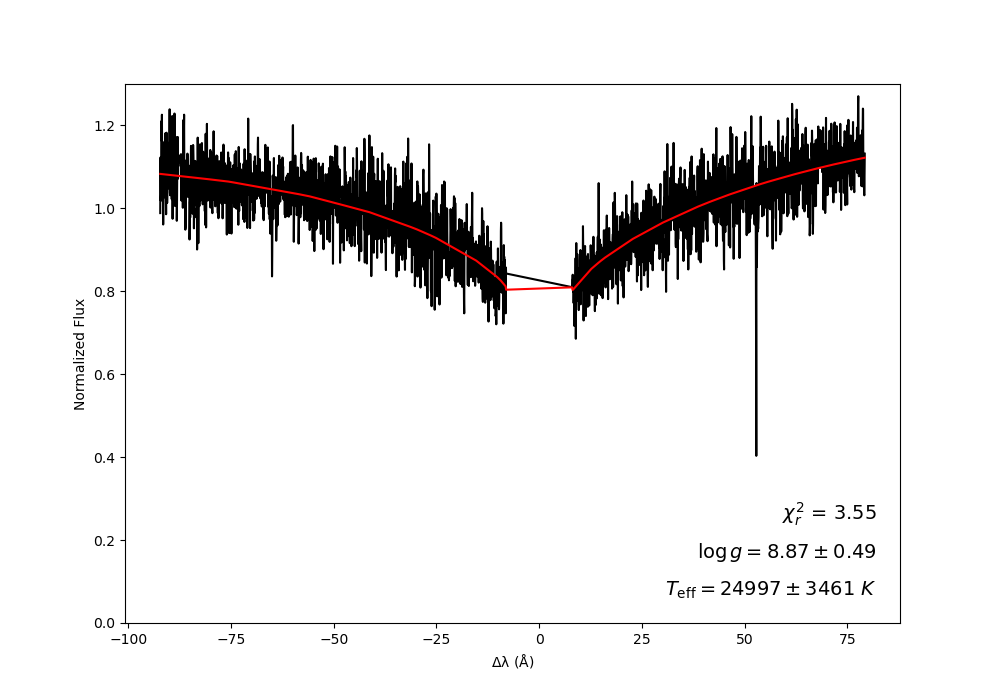 1.2
1.0
0.8
0.6
0.4
0.2
0.0
Normalized Flux
χ²ᵣ = 3.55
log g = 8.87 ± 0.49
T_eff = 24997 ± 3461 K
−100 −75 −50 −25 0 25 50 75
Δλ (Å)